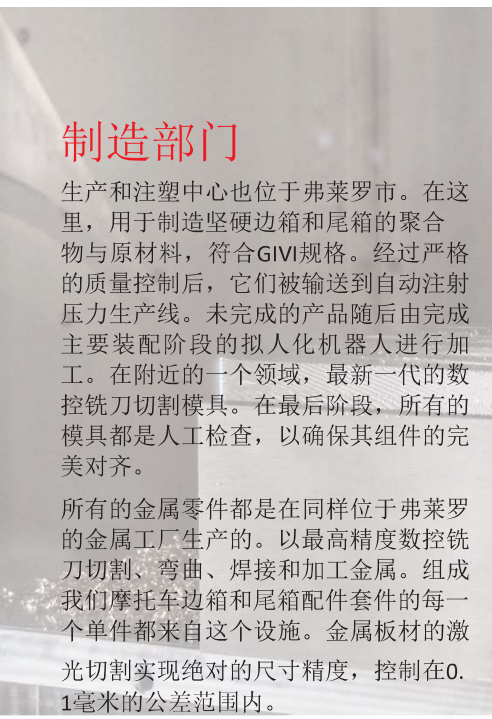 制造部门
生产和注塑中心也位于弗莱罗市。在这
里，用于制造坚硬边箱和尾箱的聚合
物与原材料，符合GIVI规格。经过严格
的质量控制后，它们被输送到自动注射
压力生产线。未完成的产品随后由完成
主要装配阶段的拟人化机器人进行加
工。在附近的一个领域，最新一代的数
控铣刀切割模具。在最后阶段，所有的
模具都是人工检查，以确保其组件的完
美对齐。
所有的金属零件都是在同样位于弗莱罗
的金属工厂生产的。以最高精度数控铣
刀切割、弯曲、焊接和加工金属。组成
我们摩托车边箱和尾箱配件套件的每一
个单件都来自这个设施。金属板材的激
光切割实现绝对的尺寸精度，控制在0.
1毫米的公差范围内。